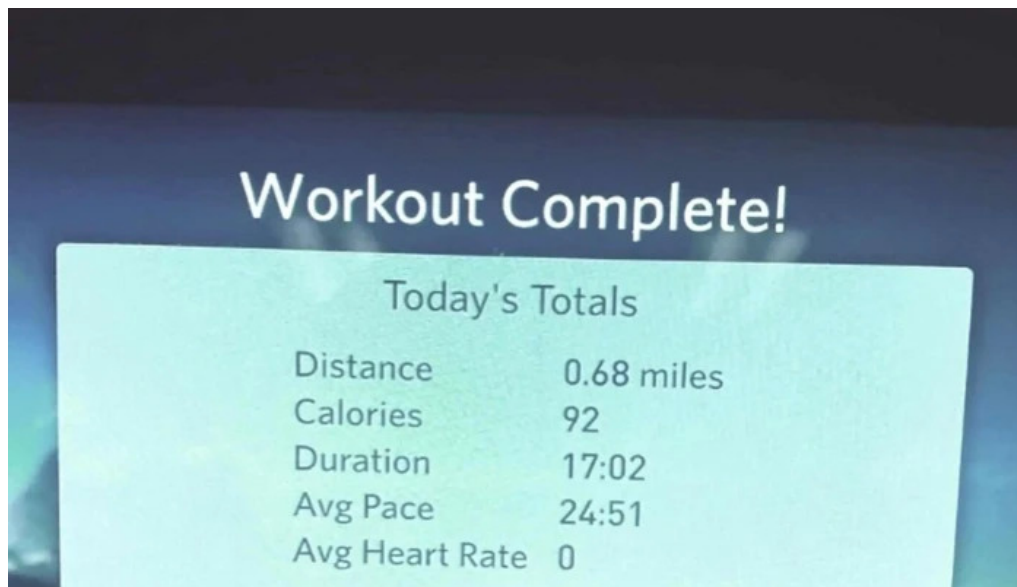 Workout Complete!
Today's Totals
Distance 0.68 miles
Calories 92
Duration 17:02
Avg Pace 24:51
Avg Heart Rate 0